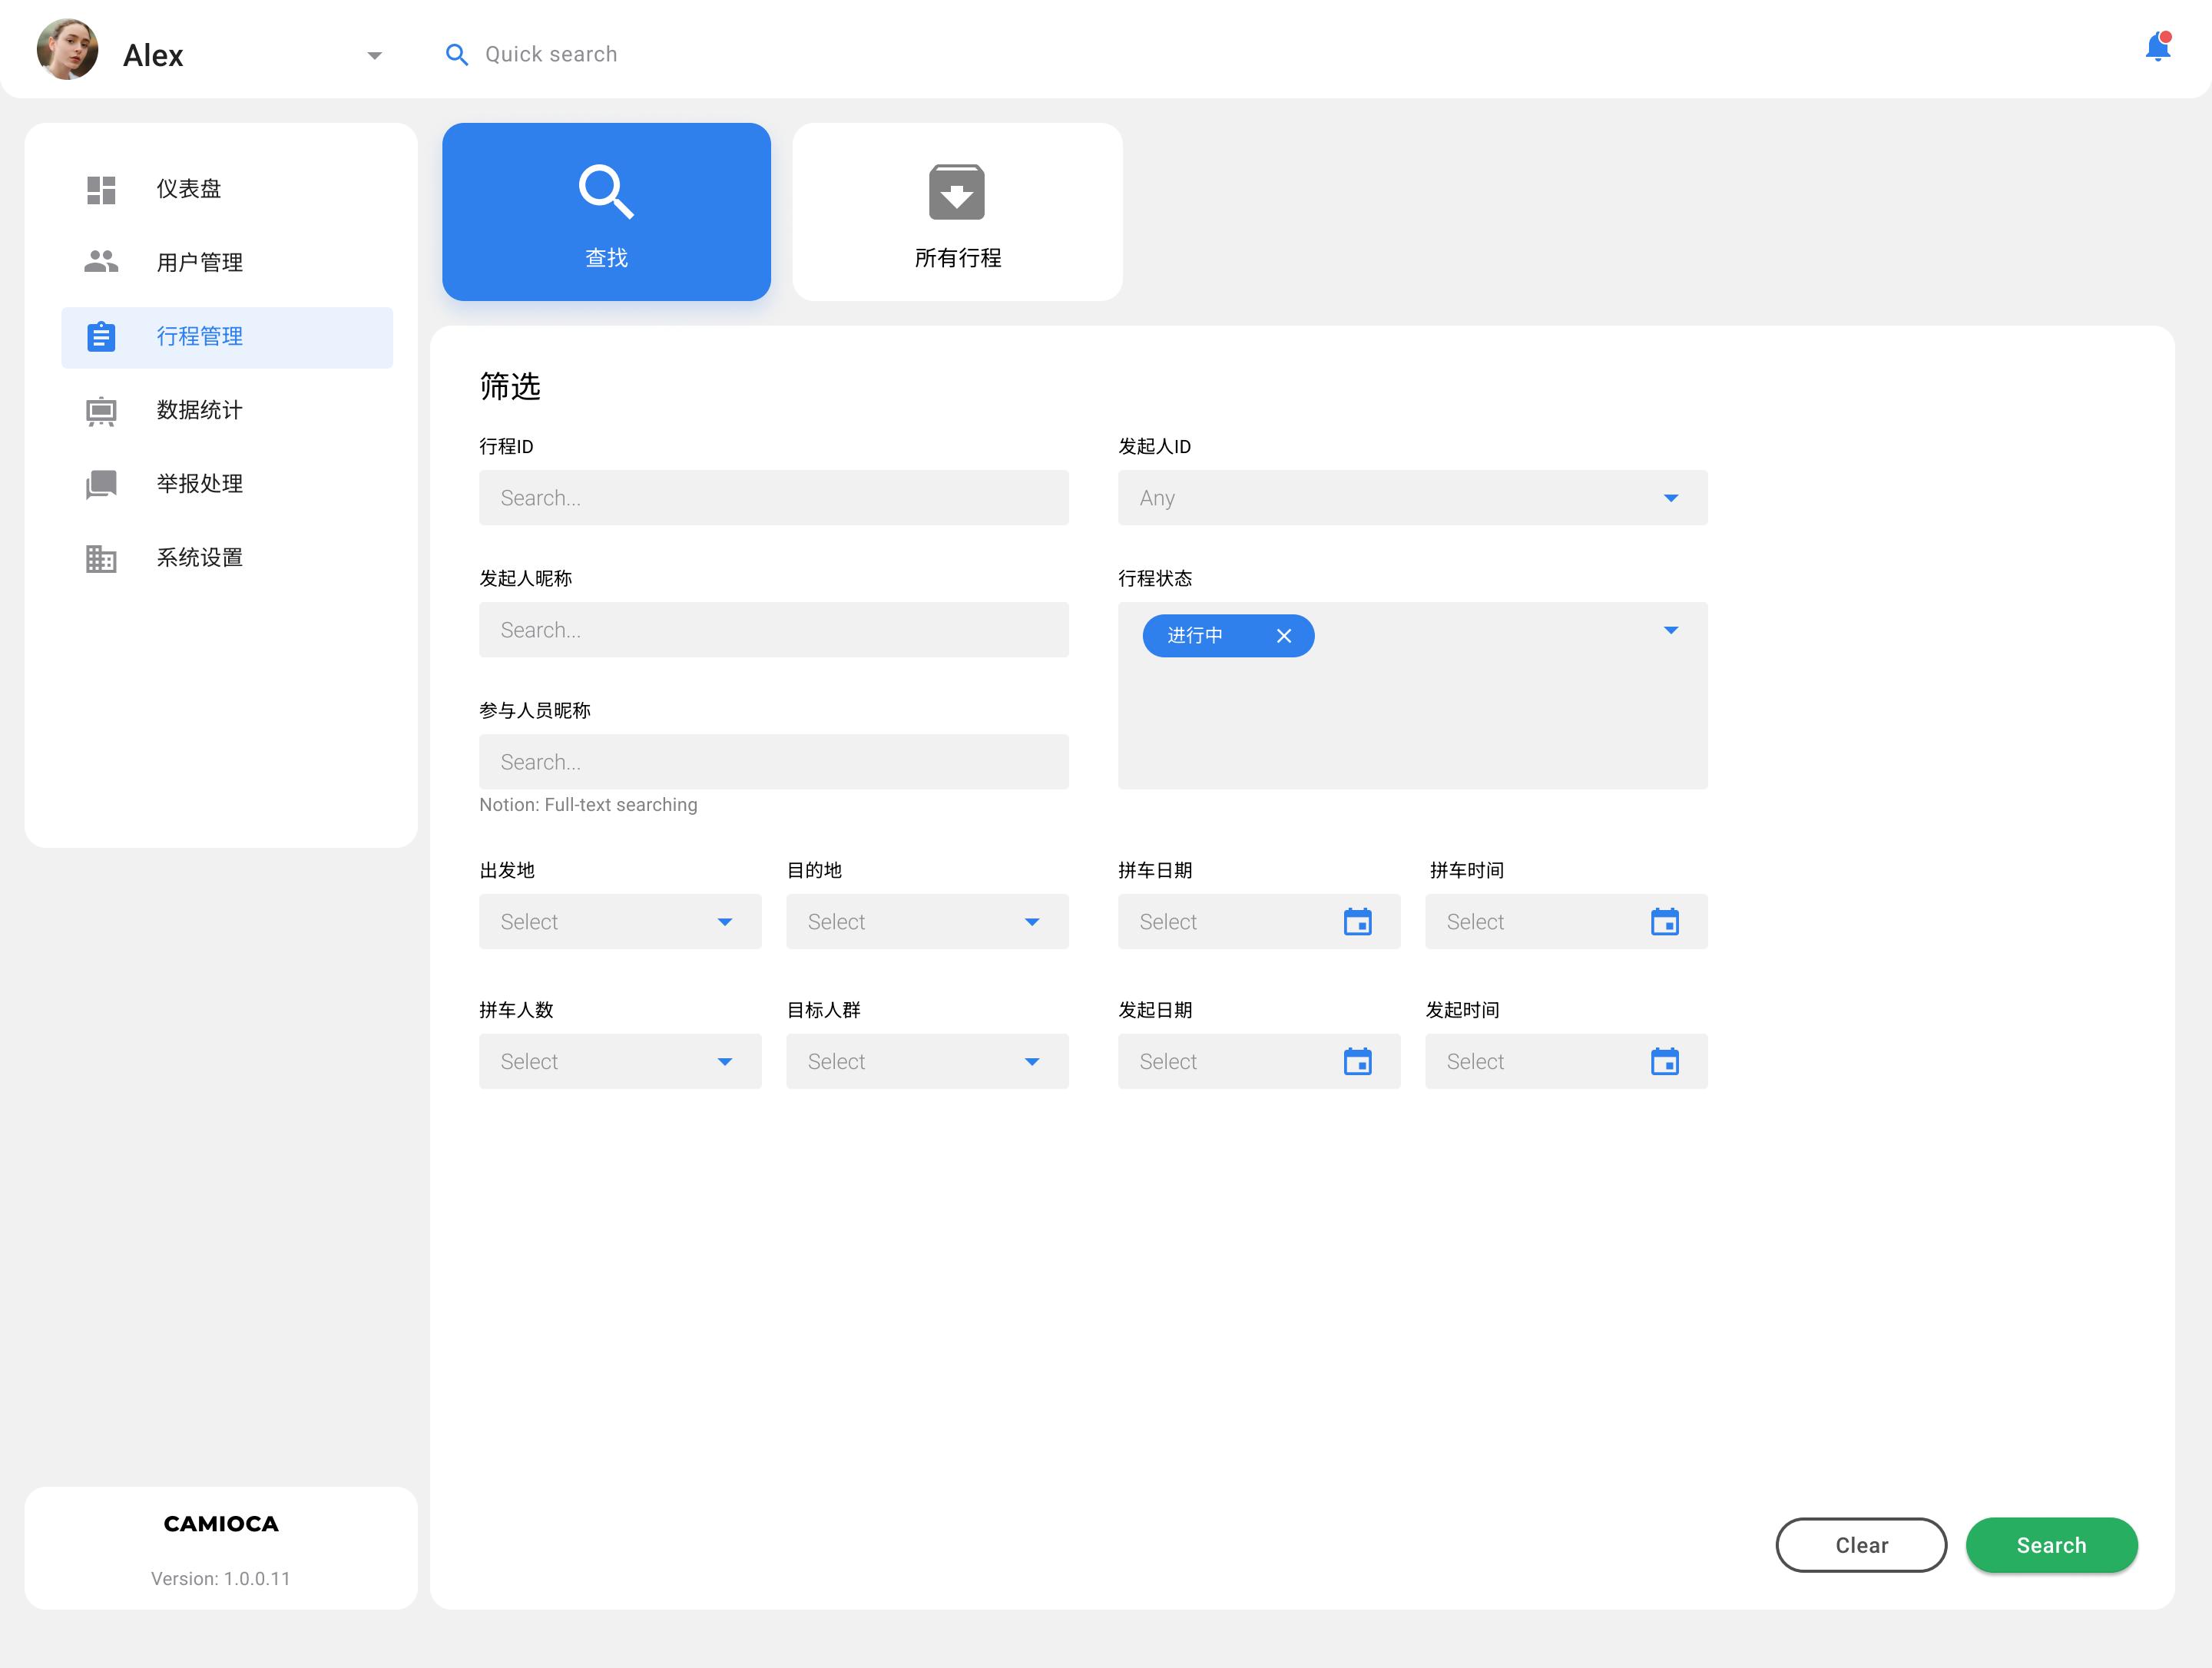 Alex
Quick search
仪表盘
用户管理
行程管理
数据统计
举报处理
系统设置
查找
所有行程
筛选
行程ID
发起人ID
Search...
Any
发起人昵称
行程状态
Search...
进行中
参与人员昵称
Search...
Notion: Full-text searching
出发地
目的地
拼车日期
拼车时间
Select
Select
Select
Select
拼车人数
目标人群
发起日期
发起时间
Select
Select
Select
Select
CAMIOCA
Version: 1.0.0.11
Clear
Search